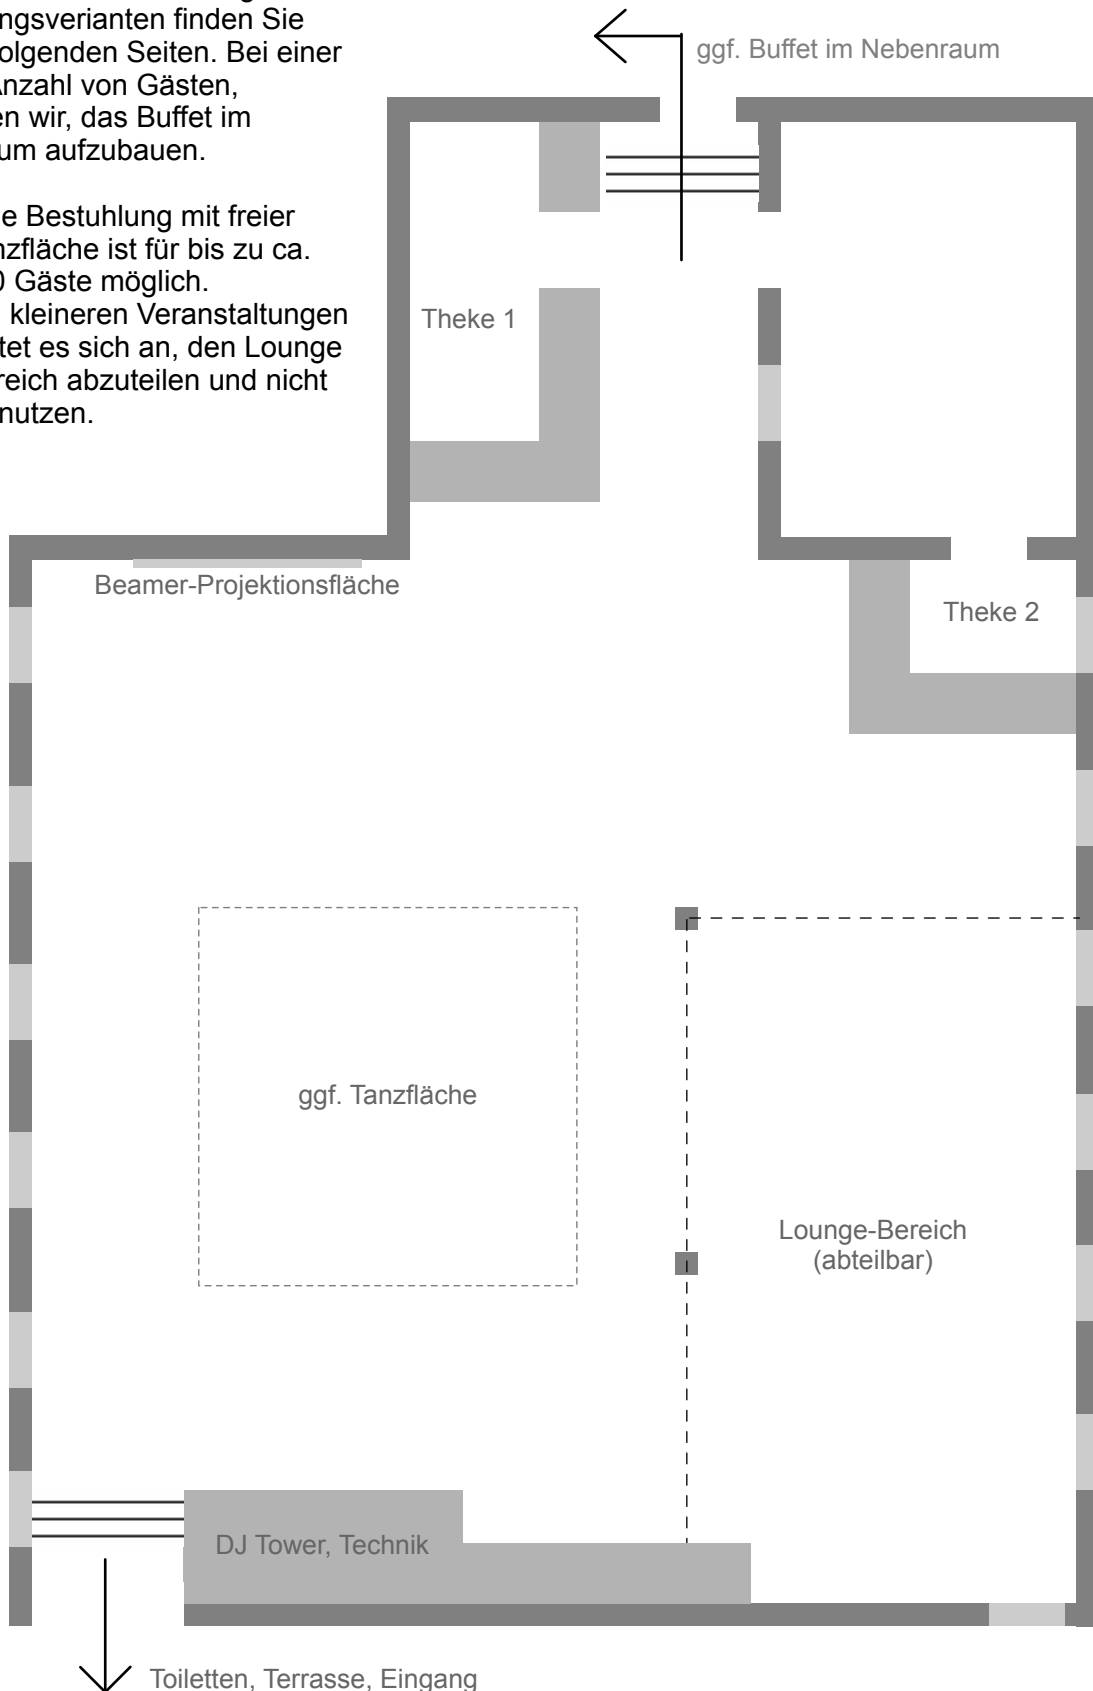 ngsverianten finden Sie
olgenden Seiten. Bei einer
Anzahl von Gästen,
en wir, das Buffet im
um aufzubauen.
e Bestuhlung mit freier
nzfläche ist für bis zu ca.
0 Gäste möglich.
kleineren Veranstaltungen
tet es sich an, den Lounge
reich abzuteilen und nicht
nutzen.
ggf. Buffet im Nebenraum
Theke 1
Beamer-Projektionsfläche
Theke 2
ggf. Tanzfläche
Lounge-Bereich
(abteilbar)
DJ Tower, Technik
Toiletten, Terrasse, Eingang